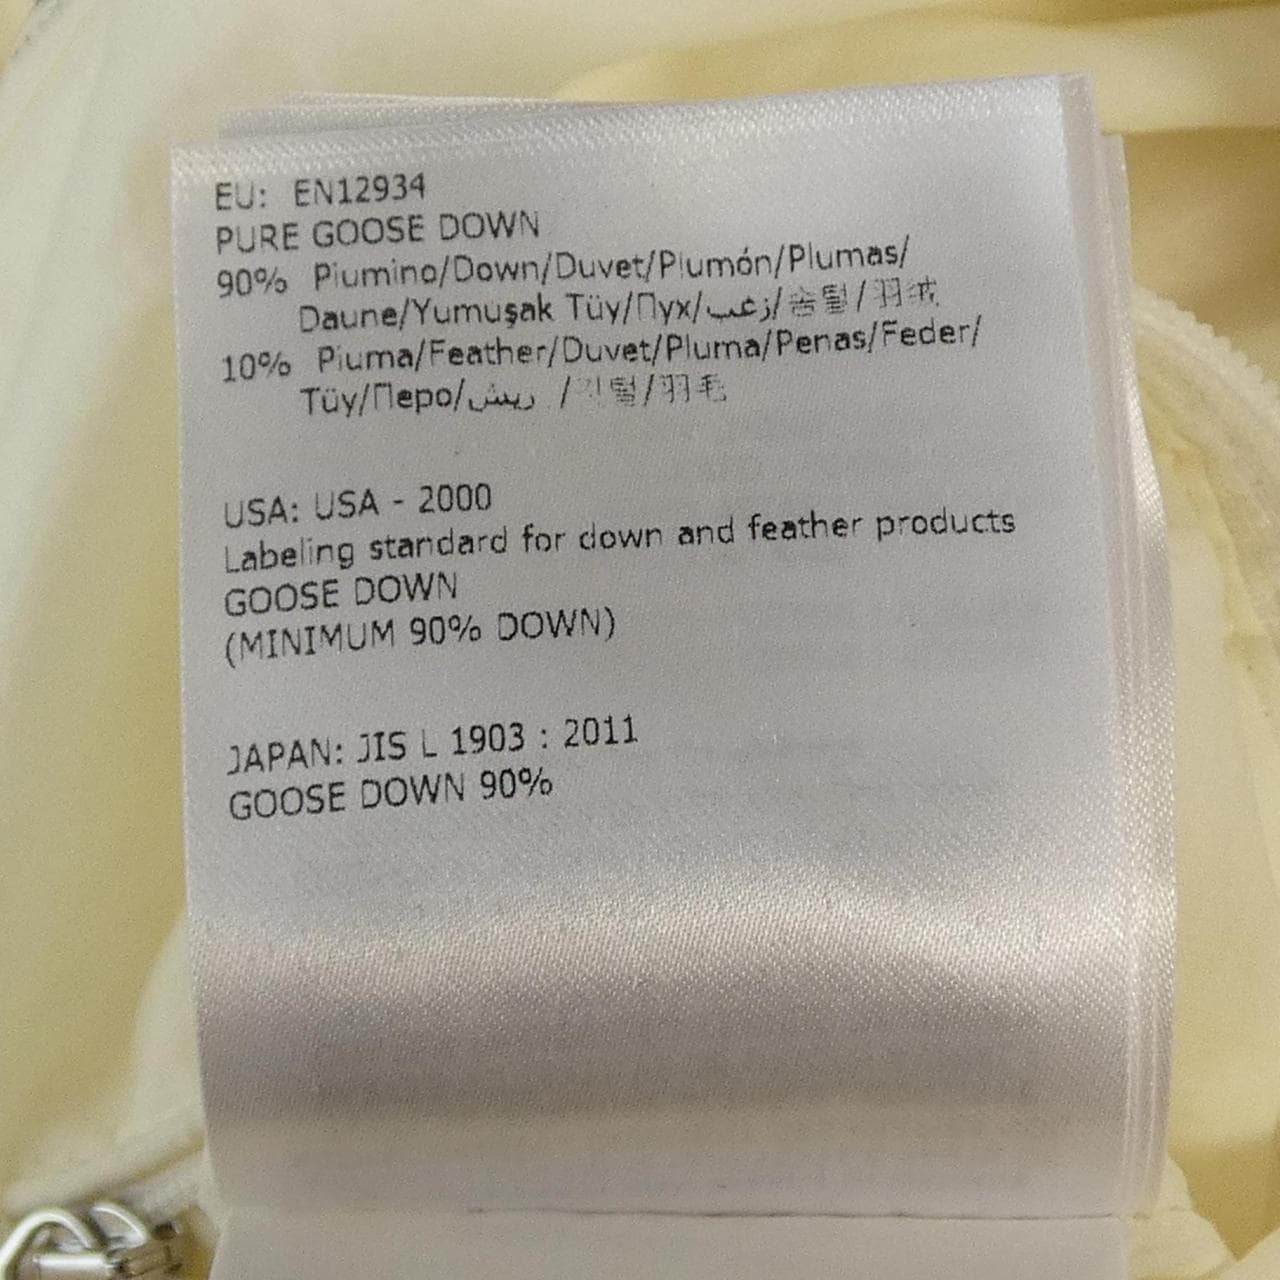 EU: EN12934
PURE GOOSE DOWN
90% Piumino/Down/Duvet/Plumón/Plumas/
Daune/Yumuşak Tüy/Пух/زغب/솜털/羽绒
10% Piuma/Feather/Duvet/Pluma/Penas/Feder/
Tüy/Перо/ريش /깃털/羽毛
USA: USA - 2000
Labeling standard for down and feather products
GOOSE DOWN
(MINIMUM 90% DOWN)
JAPAN: JIS L 1903 : 2011
GOOSE DOWN 90%